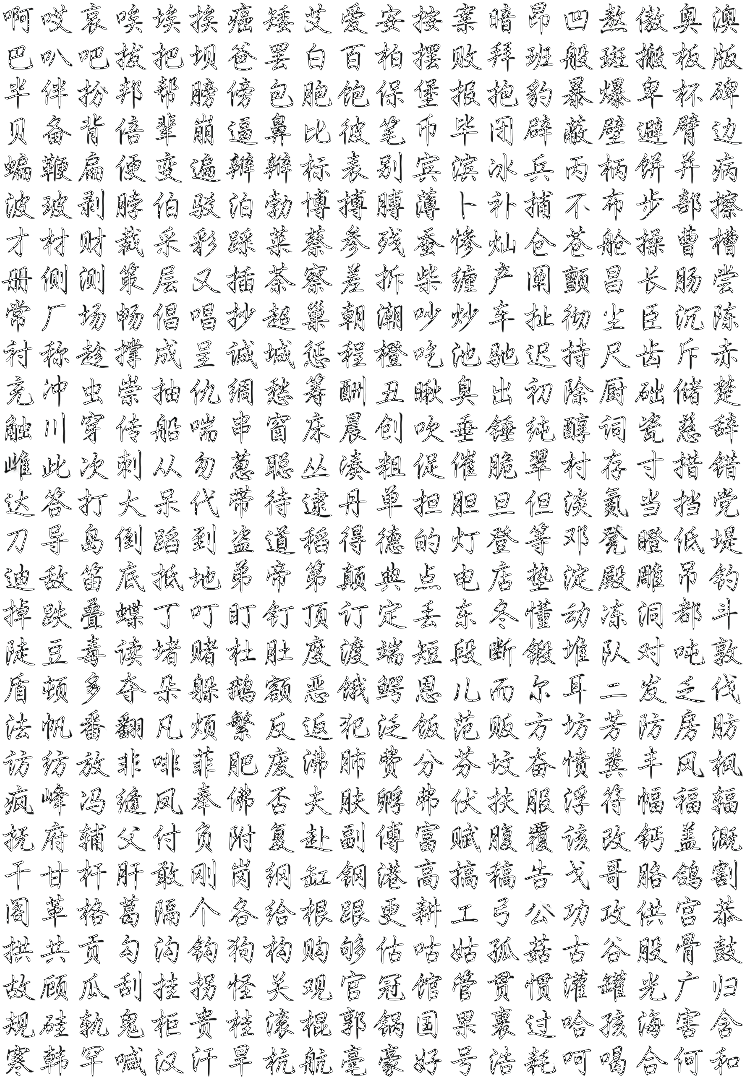 啊哎哀唉埃挨癌矮艾爱安按案暗昂凹熬傲奥澳
巴叭吧拔把坝爸罢白百柏摆败拜班般斑搬板版
半伴扮邦帮膀傍包胞饱保堡报抱豹暴爆卑杯碑
贝备背倍辈崩逼鼻比彼笔币毕闭辟蔽壁避臂边
蝙鞭扁便变遍辨辩标表别宾滨冰兵丙柄饼并病
波玻剥脖伯驳泊勃博搏膊薄卜补捕不布步部擦
才材财裁采彩踩菜蔡参残蚕惨灿仓苍舱操曹槽
册侧测策层叉插茶察差拆柴缠产阐颤昌长肠尝
常厂场畅倡唱抄超巢朝潮吵炒车扯彻尘臣沉陈
衬称趁撑成呈诚城惩程橙吃池驰迟持尺齿斥赤
充冲虫崇抽仇绸愁筹酬丑瞅臭出初除厨础储楚
触川穿传船喘串窗床晨创吹垂锤纯醇词瓷慈辞
雌此次刺从匆葱聪丛凑粗促催脆翠村存寸措错
达答打大呆代带待逮丹单担胆旦但淡氮当挡党
刀导岛倒蹈到盗道稻得德的灯登等邓凳瞪低堤
迪敌笛底抵地弟帝第颠典点电店垫淀殿雕吊钓
掉跌叠蝶丁叮盯钉顶订定丢东冬懂动冻洞都斗
陡豆毒读堵赌杜肚度渡端短段断锻堆队对吨敦
盾顿多夺朵躲鹅额恶饿鳄恩儿而尔耳二发乏伐
法帆番翻凡烦繁反返犯泛饭范贩方坊芳防房肪
访纺放非啡菲肥废沸肺费分芬坟奋愤粪丰风枫
疯峰冯缝凤奉佛否夫肤孵弗伏扶服浮符幅福辐
抚府辅父付负附复赴副傅富赋腹覆该改钙盖溉
干甘杆肝敢刚岗纲缸钢港高搞稿告戈哥胳鸽割
阁革格葛隔个各给根跟更耕工弓公功攻供宫恭
拱共贡勾沟钩狗构购够估咕姑孤菇古谷股骨鼓
故顾瓜刮挂拐怪关观官冠馆管贯惯灌罐光广归
规硅轨鬼柜贵桂滚棍郭锅国果裹过哈孩海害含
寒韩罕喊汉汗旱杭航毫豪好号浩耗呵喝合何和